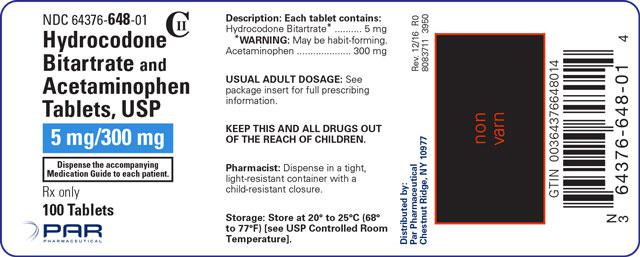 NDC 64376-648-01
CII
Hydrocodone
Bitartrate and
Acetaminophen
Tablets, USP
5 mg/300 mg
Dispense the accompanying
Medication Guide to each patient.
Rx only
100 Tablets
PAR
PHARMACEUTICAL
Description: Each tablet contains:
Hydrocodone Bitartrate* .......... 5 mg
*WARNING: May be habit-forming.
Acetaminophen ................... 300 mg
USUAL ADULT DOSAGE: See
package insert for full prescribing
information.
KEEP THIS AND ALL DRUGS OUT
OF THE REACH OF CHILDREN.
Pharmacist: Dispense in a tight,
light-resistant container with a
child-resistant closure.
Storage: Store at 20° to 25°C (68°
to 77°F) [see USP Controlled Room
Temperature].
Rev. 12/16 R0
8083711 3950
Distributed by:
Par Pharmaceutical
Chestnut Ridge, NY 10977
non
varn
GTIN 00364376648014
N
3 64376-648-01 4